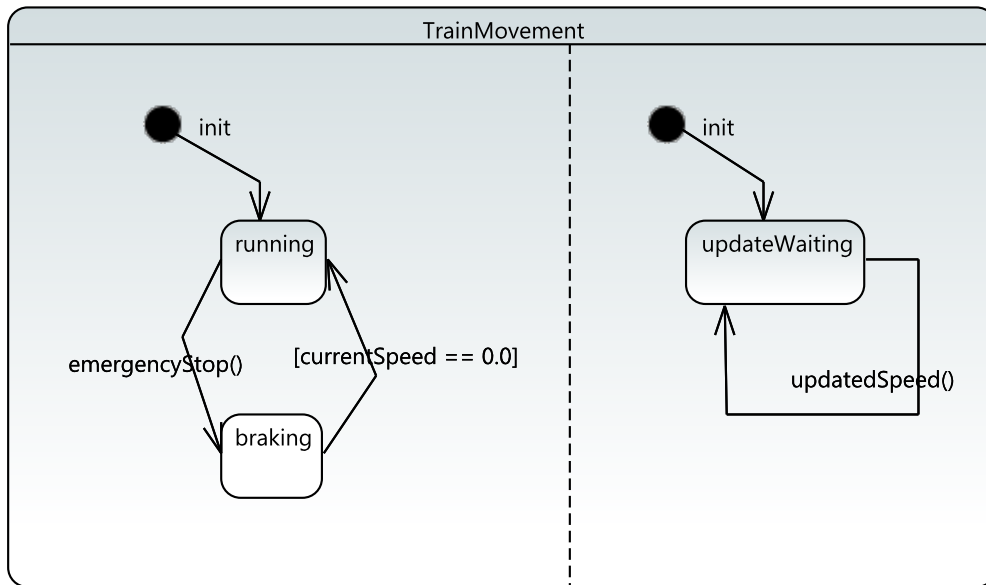 TrainMovement
init
running
emergencyStop()
[currentSpeed == 0.0]
braking
init
updateWaiting
updatedSpeed()